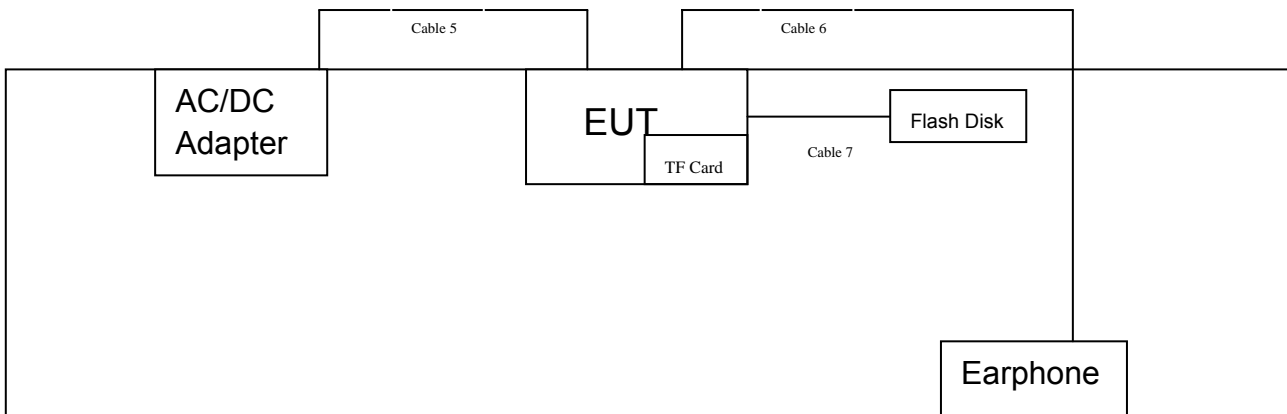 Cable 5
Cable 6
AC/DC
Adapter
EUT
TF Card
Flash Disk
Cable 7
Earphone